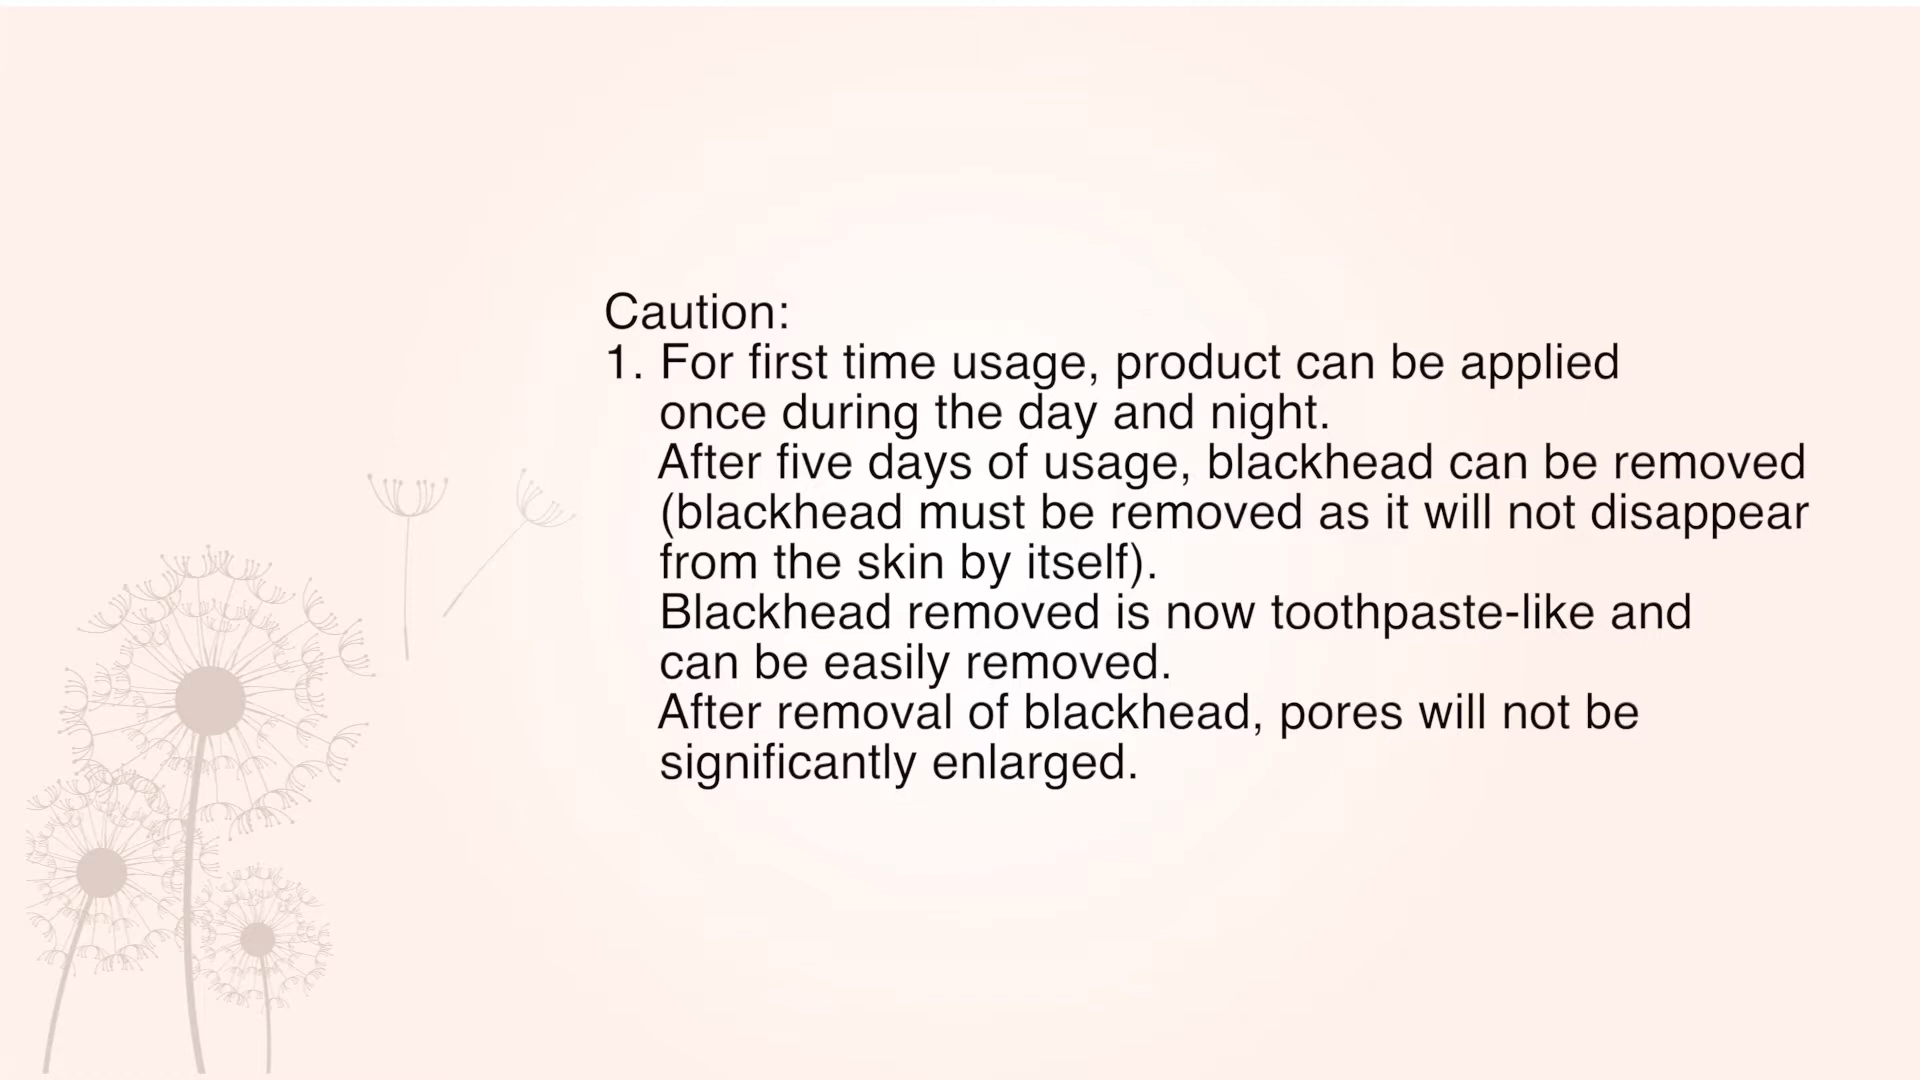 Caution:
1. For first time usage, product can be applied
once during the day and night.
After five days of usage, blackhead can be removed
(blackhead must be removed as it will not disappear
from the skin by itself).
Blackhead removed is now toothpaste-like and
can be easily removed.
After removal of blackhead, pores will not be
significantly enlarged.